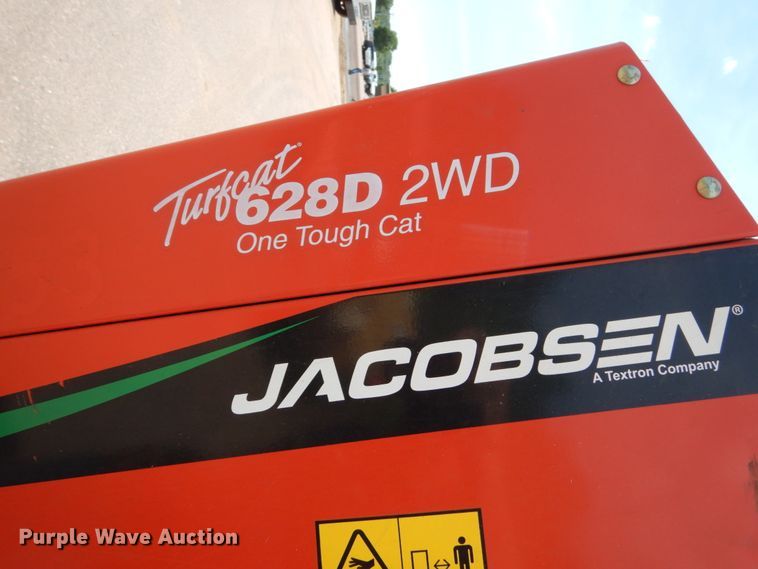 Turfcat®
628D 2WD
One Tough Cat
JACOBSEN®
A Textron Company
Purple Wave Auction